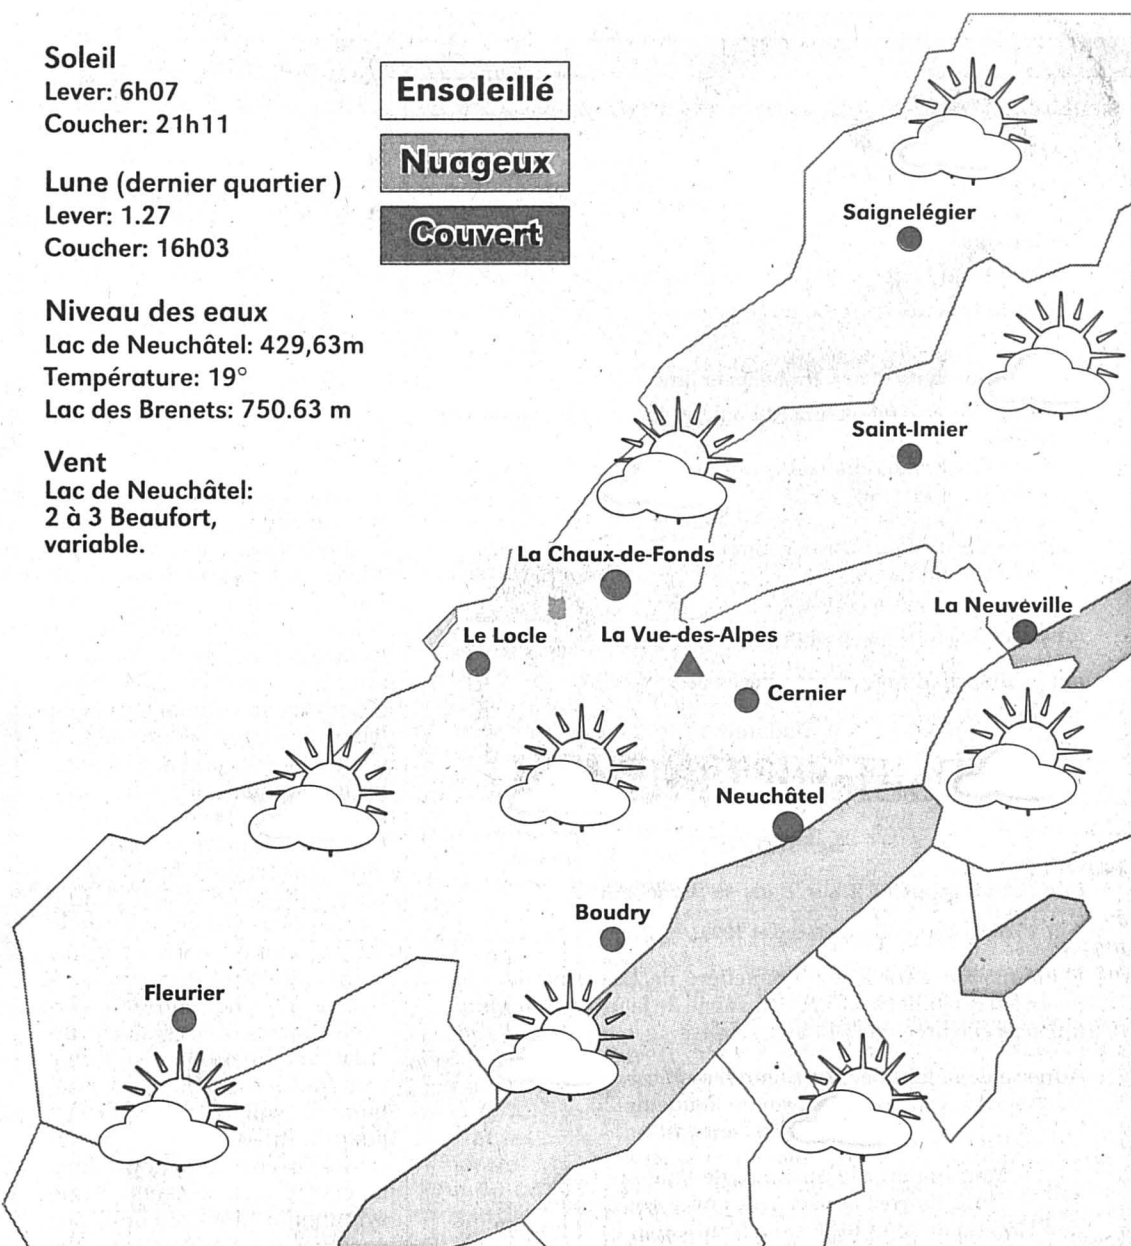 Soleil
Lever: 6h07
Coucher: 21h11
Lune (dernier quartier )
Lever: 1.27
Coucher: 16h03
Niveau des eaux
Lac de Neuchâtel: 429,63m
Température: 19°
Lac des Brenets: 750.63 m
Vent
Lac de Neuchâtel:
2 à 3 Beaufort,
variable.
Ensoleillé
Nuageux
Couvert
Saignelégier
Saint-Imier
La Chaux-de-Fonds
La Neuveville
Le Locle
La Vue-des-Alpes
Cernier
Neuchâtel
Boudry
Fleurier